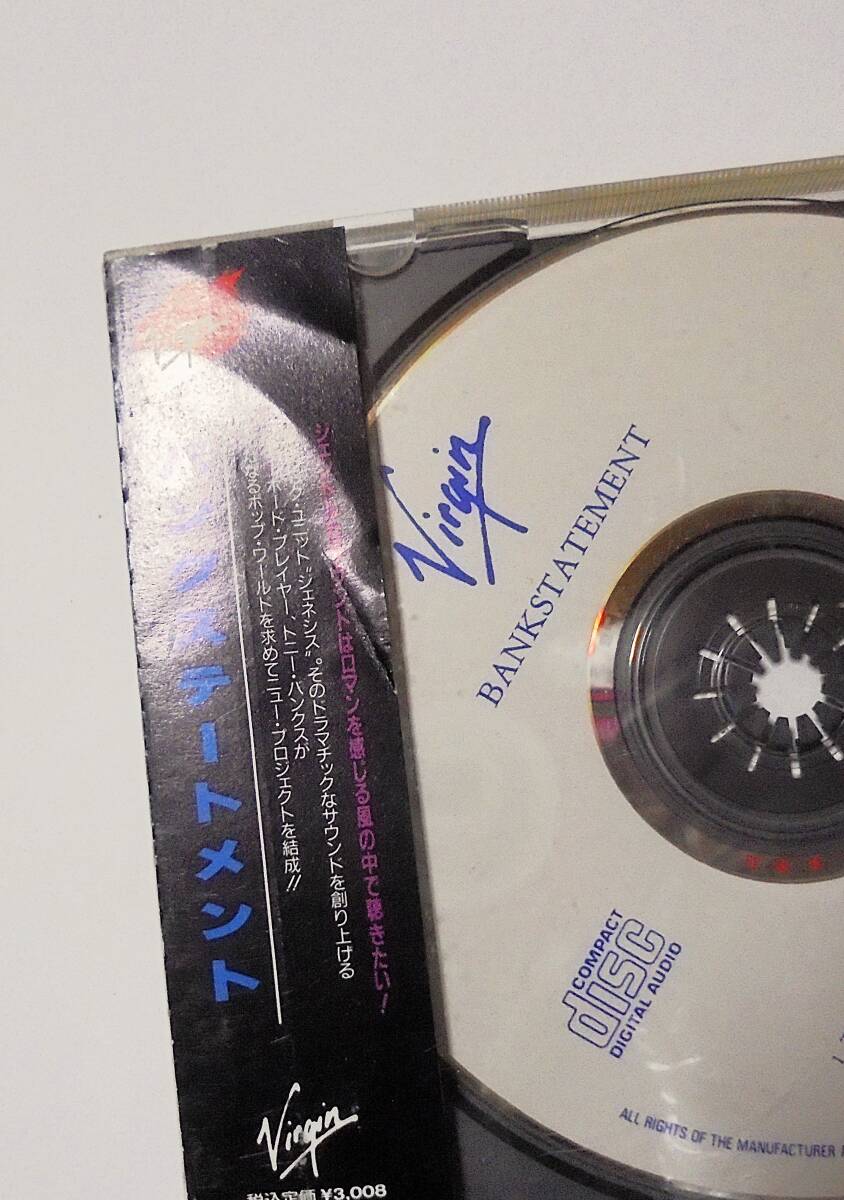 ンクステートメント
ントはロマンを感じる風の中で聴きたい!
ク・ユニット“ジェネシス”。そのドラマチックなサウンドを創り上げる
ボード・プレイヤー、トニー・バンクスが
なるポップ・ワールドを求めてニュー・プロジェクトを結成!!
Virgin
税込定価¥3,008
Virgin
BANKSTATEMENT
COMPACT
disc
DIGITAL AUDIO
ALL RIGHTS OF THE MANUFACTURER